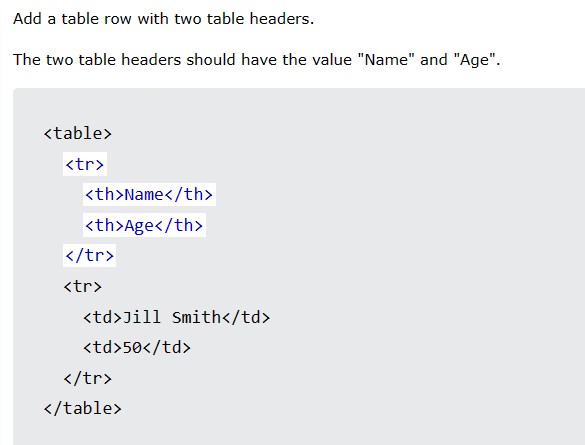 Add a table row with two table headers.
The two table headers should have the value "Name" and "Age".
<table>
<tr>
<th>Name</th>
<th>Age</th>
</tr>
<tr>
<td>Jill Smith</td>
<td>50</td>
</tr>
</table>